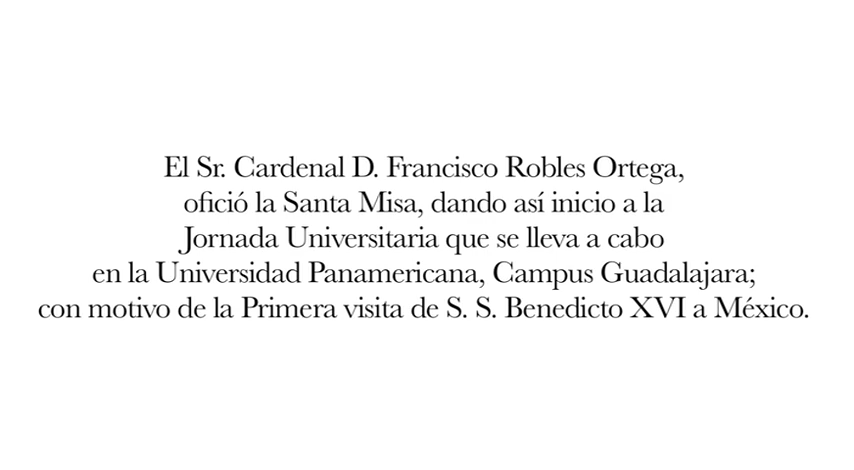 El Sr. Cardenal D. Francisco Robles Ortega,
ofició la Santa Misa, dando así inicio a la
Jornada Universitaria que se lleva a cabo
en la Universidad Panamericana, Campus Guadalajara;
con motivo de la Primera visita de S. S. Benedicto XVI a México.